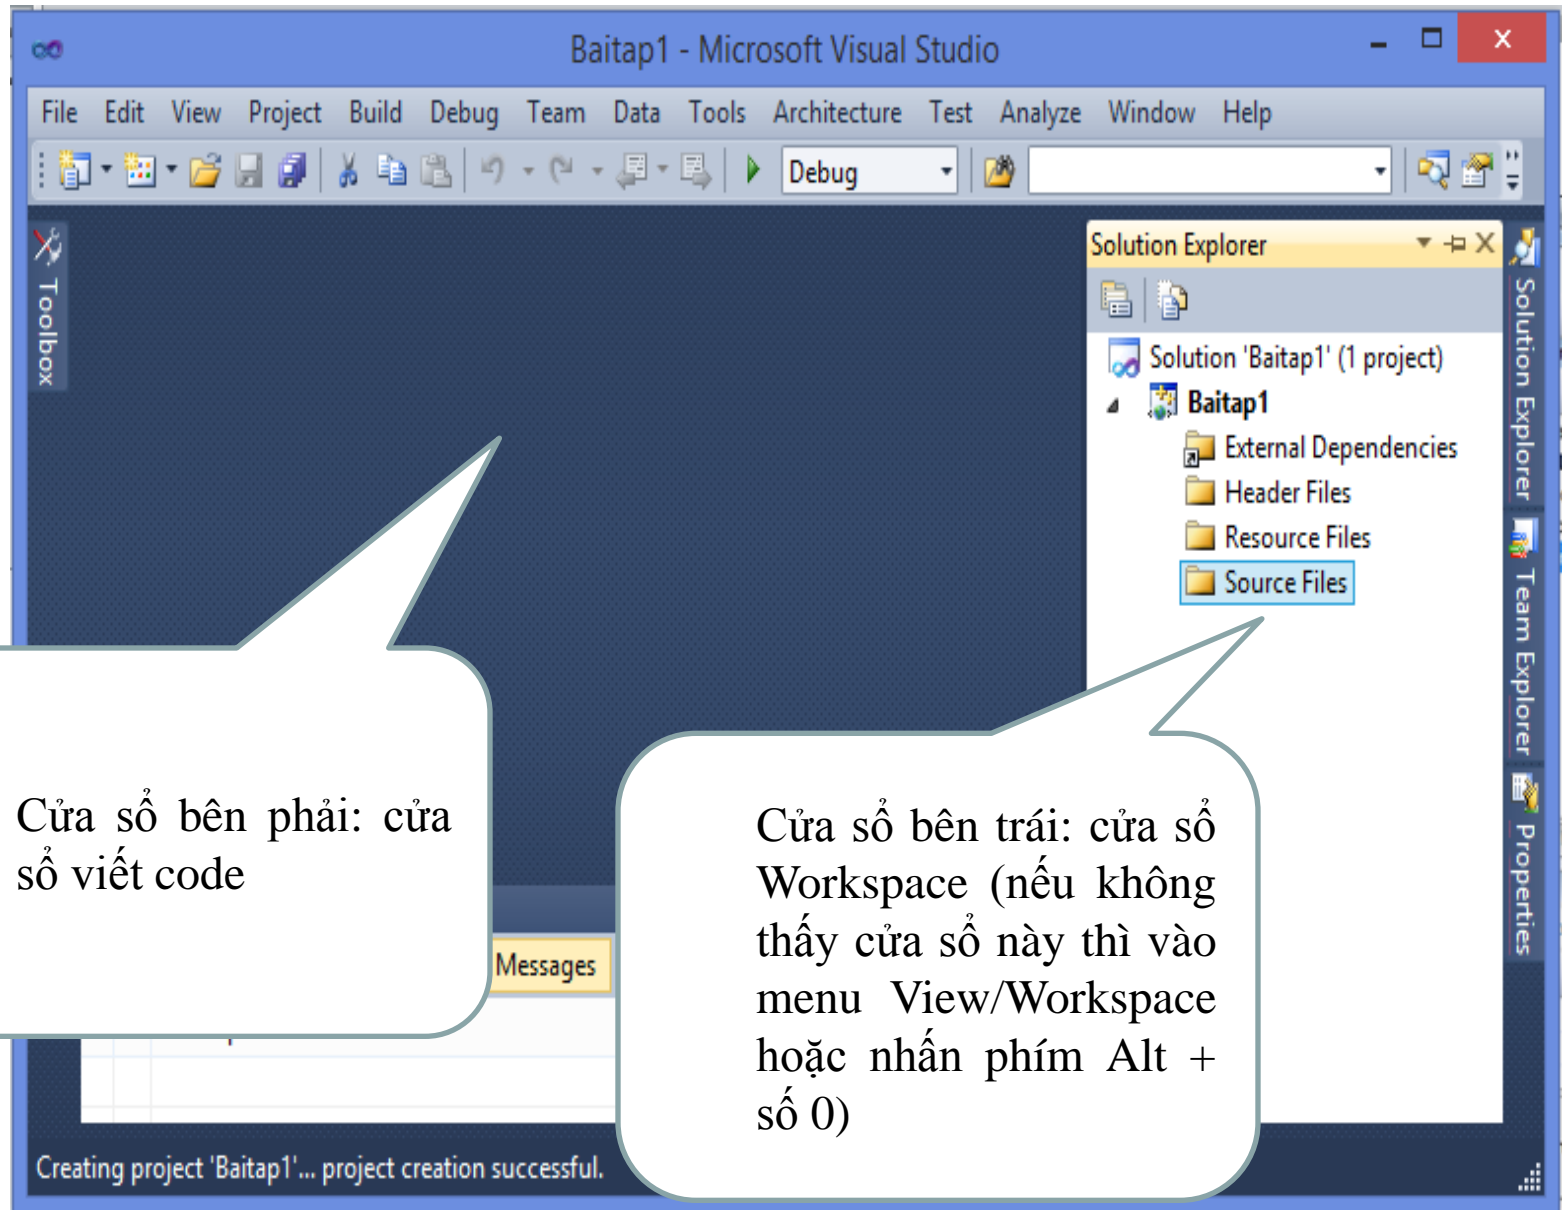 Baitap1 - Microsoft Visual Studio
File Edit View Project Build Debug Team Data Tools Architecture Test Analyze Window Help
Debug
Toolbox
Solution Explorer
Solution 'Baitap1' (1 project)
Baitap1
External Dependencies
Header Files
Resource Files
Source Files
Solution Explorer
Team Explorer
Properties
Cửa sổ bên phải: cửa
sổ viết code
Cửa sổ bên trái: cửa sổ
Workspace (nếu không
thấy cửa sổ này thì vào
menu View/Workspace
hoặc nhấn phím Alt +
số 0)
Messages
Creating project 'Baitap1'... project creation successful.